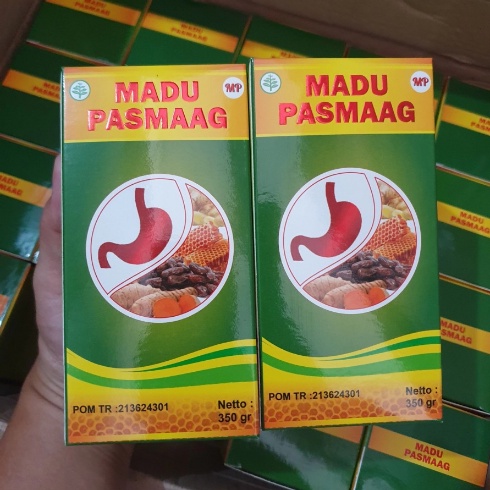 MADU
PASMAAG
MP
POM TR :213624301
Netto :
350 gr
MADU
PASMAAG
MP
POM TR :213624301
Netto :
350 gr
MADU
PASMAAG
MADU
PASMAAG